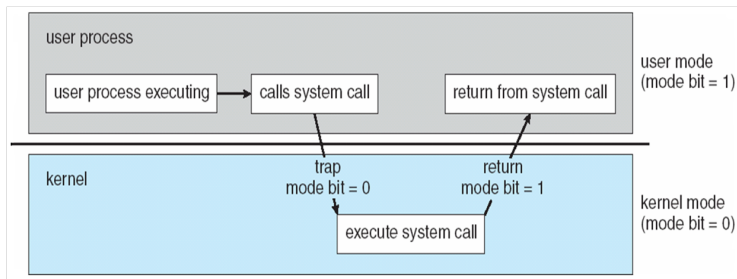 user process
user process executing
calls system call
return from system call
user mode
(mode bit = 1)
kernel
trap
mode bit = 0
return
mode bit = 1
execute system call
kernel mode
(mode bit = 0)